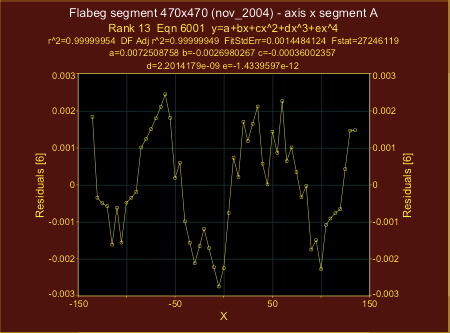 Flabeg segment 470x470 (nov_2004) - axis x segment A
Rank 13 Eqn 6001 y=a+bx+cx^2+dx^3+ex^4
r^2=0.99999954 DF Adj r^2=0.99999949 FitStdErr=0.0014484124 Fstat=27246119
a=0.0072508758 b=-0.0026980267 c=-0.00036002357
d=2.2014179e-09 e=-1.4339597e-12
0.003 0.003
0.002 0.002
0.001 0.001
0 0
-0.001 -0.001
-0.002 -0.002
-0.003 -0.003
Residuals [6]
Residuals [6]
-150 -50 50 150
X